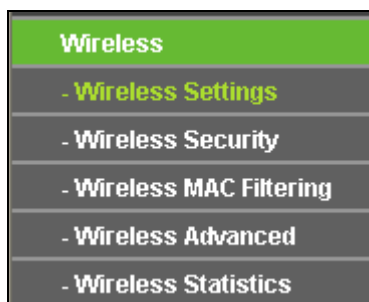 Wireless
- Wireless Settings
- Wireless Security
- Wireless MAC Filtering
- Wireless Advanced
- Wireless Statistics